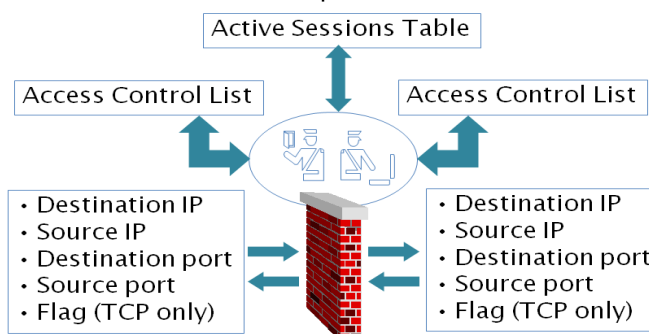 Active Sessions Table
Access Control List
Access Control List
• Destination IP
• Source IP
• Destination port
• Source port
• Flag (TCP only)
• Destination IP
• Source IP
• Destination port
• Source port
• Flag (TCP only)